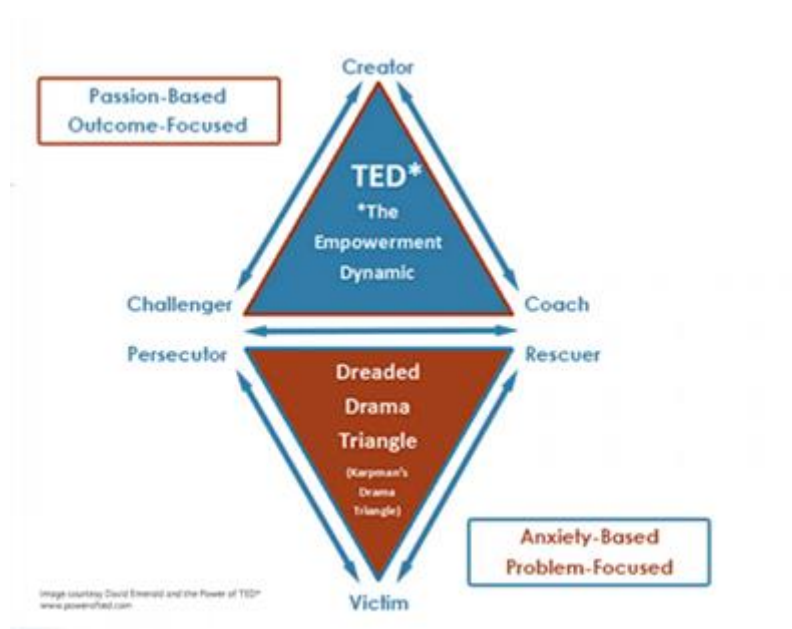 Creator
Passion-Based
Outcome-Focused
TED*
*The
Empowerment
Dynamic
Challenger
Coach
Persecutor
Rescuer
Dreaded
Drama
Triangle
(Karpman's
Drama
Triangle)
Anxiety-Based
Problem-Focused
Image courtesy David Emerald and the Power of TED*
www.powerofted.com
Victim